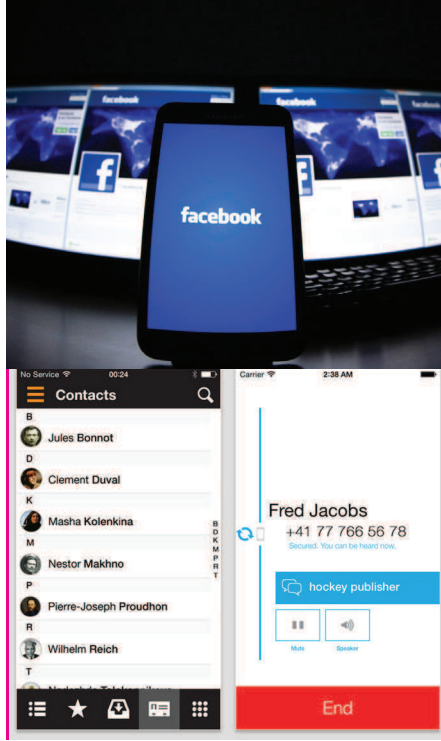 facebook
facebook
facebook
No Service 00:24
Contacts
B
Jules Bonnot
D
Clement Duval
K
Masha Kolenkina
M
Nestor Makhno
P
Pierre-Joseph Proudhon
R
Wilhelm Reich
T
B
D
K
M
P
R
T
Carrier 2:38 AM
Fred Jacobs
+41 77 766 56 78
Secured. You can be heard now.
hockey publisher
Mute Speaker
End